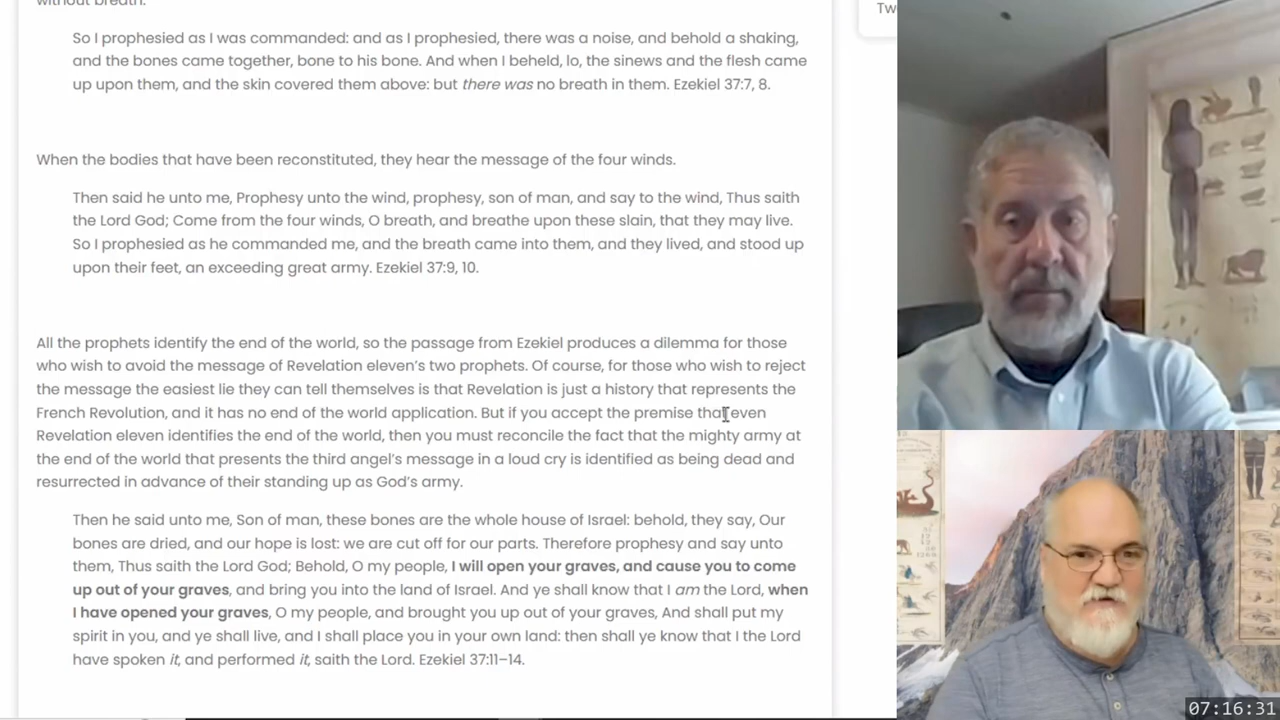 without breath.
Tw
So I prophesied as I was commanded: and as I prophesied, there was a noise, and behold a shaking,
and the bones came together, bone to his bone. And when I beheld, lo, the sinews and the flesh came
up upon them, and the skin covered them above: but there was no breath in them. Ezekiel 37:7, 8.
When the bodies that have been reconstituted, they hear the message of the four winds.
Then said he unto me, Prophesy unto the wind, prophesy, son of man, and say to the wind, Thus saith
the Lord God; Come from the four winds, O breath, and breathe upon these slain, that they may live.
So I prophesied as he commanded me, and the breath came into them, and they lived, and stood up
upon their feet, an exceeding great army. Ezekiel 37:9, 10.
All the prophets identify the end of the world, so the passage from Ezekiel produces a dilemma for those
who wish to avoid the message of Revelation eleven's two prophets. Of course, for those who wish to reject
the message the easiest lie they can tell themselves is that Revelation is just a history that represents the
French Revolution, and it has no end of the world application. But if you accept the premise that even
Revelation eleven identifies the end of the world, then you must reconcile the fact that the mighty army at
the end of the world that presents the third angel's message in a loud cry is identified as being dead and
resurrected in advance of their standing up as God's army.
Then he said unto me, Son of man, these bones are the whole house of Israel: behold, they say, Our
bones are dried, and our hope is lost: we are cut off for our parts. Therefore prophesy and say unto
them, Thus saith the Lord God; Behold, O my people, I will open your graves, and cause you to come
up out of your graves, and bring you into the land of Israel. And ye shall know that I am the Lord, when
I have opened your graves, O my people, and brought you up out of your graves, And shall put my
spirit in you, and ye shall live, and I shall place you in your own land: then shall ye know that I the Lord
have spoken it, and performed it, saith the Lord. Ezekiel 37:11–14.
07:16:31